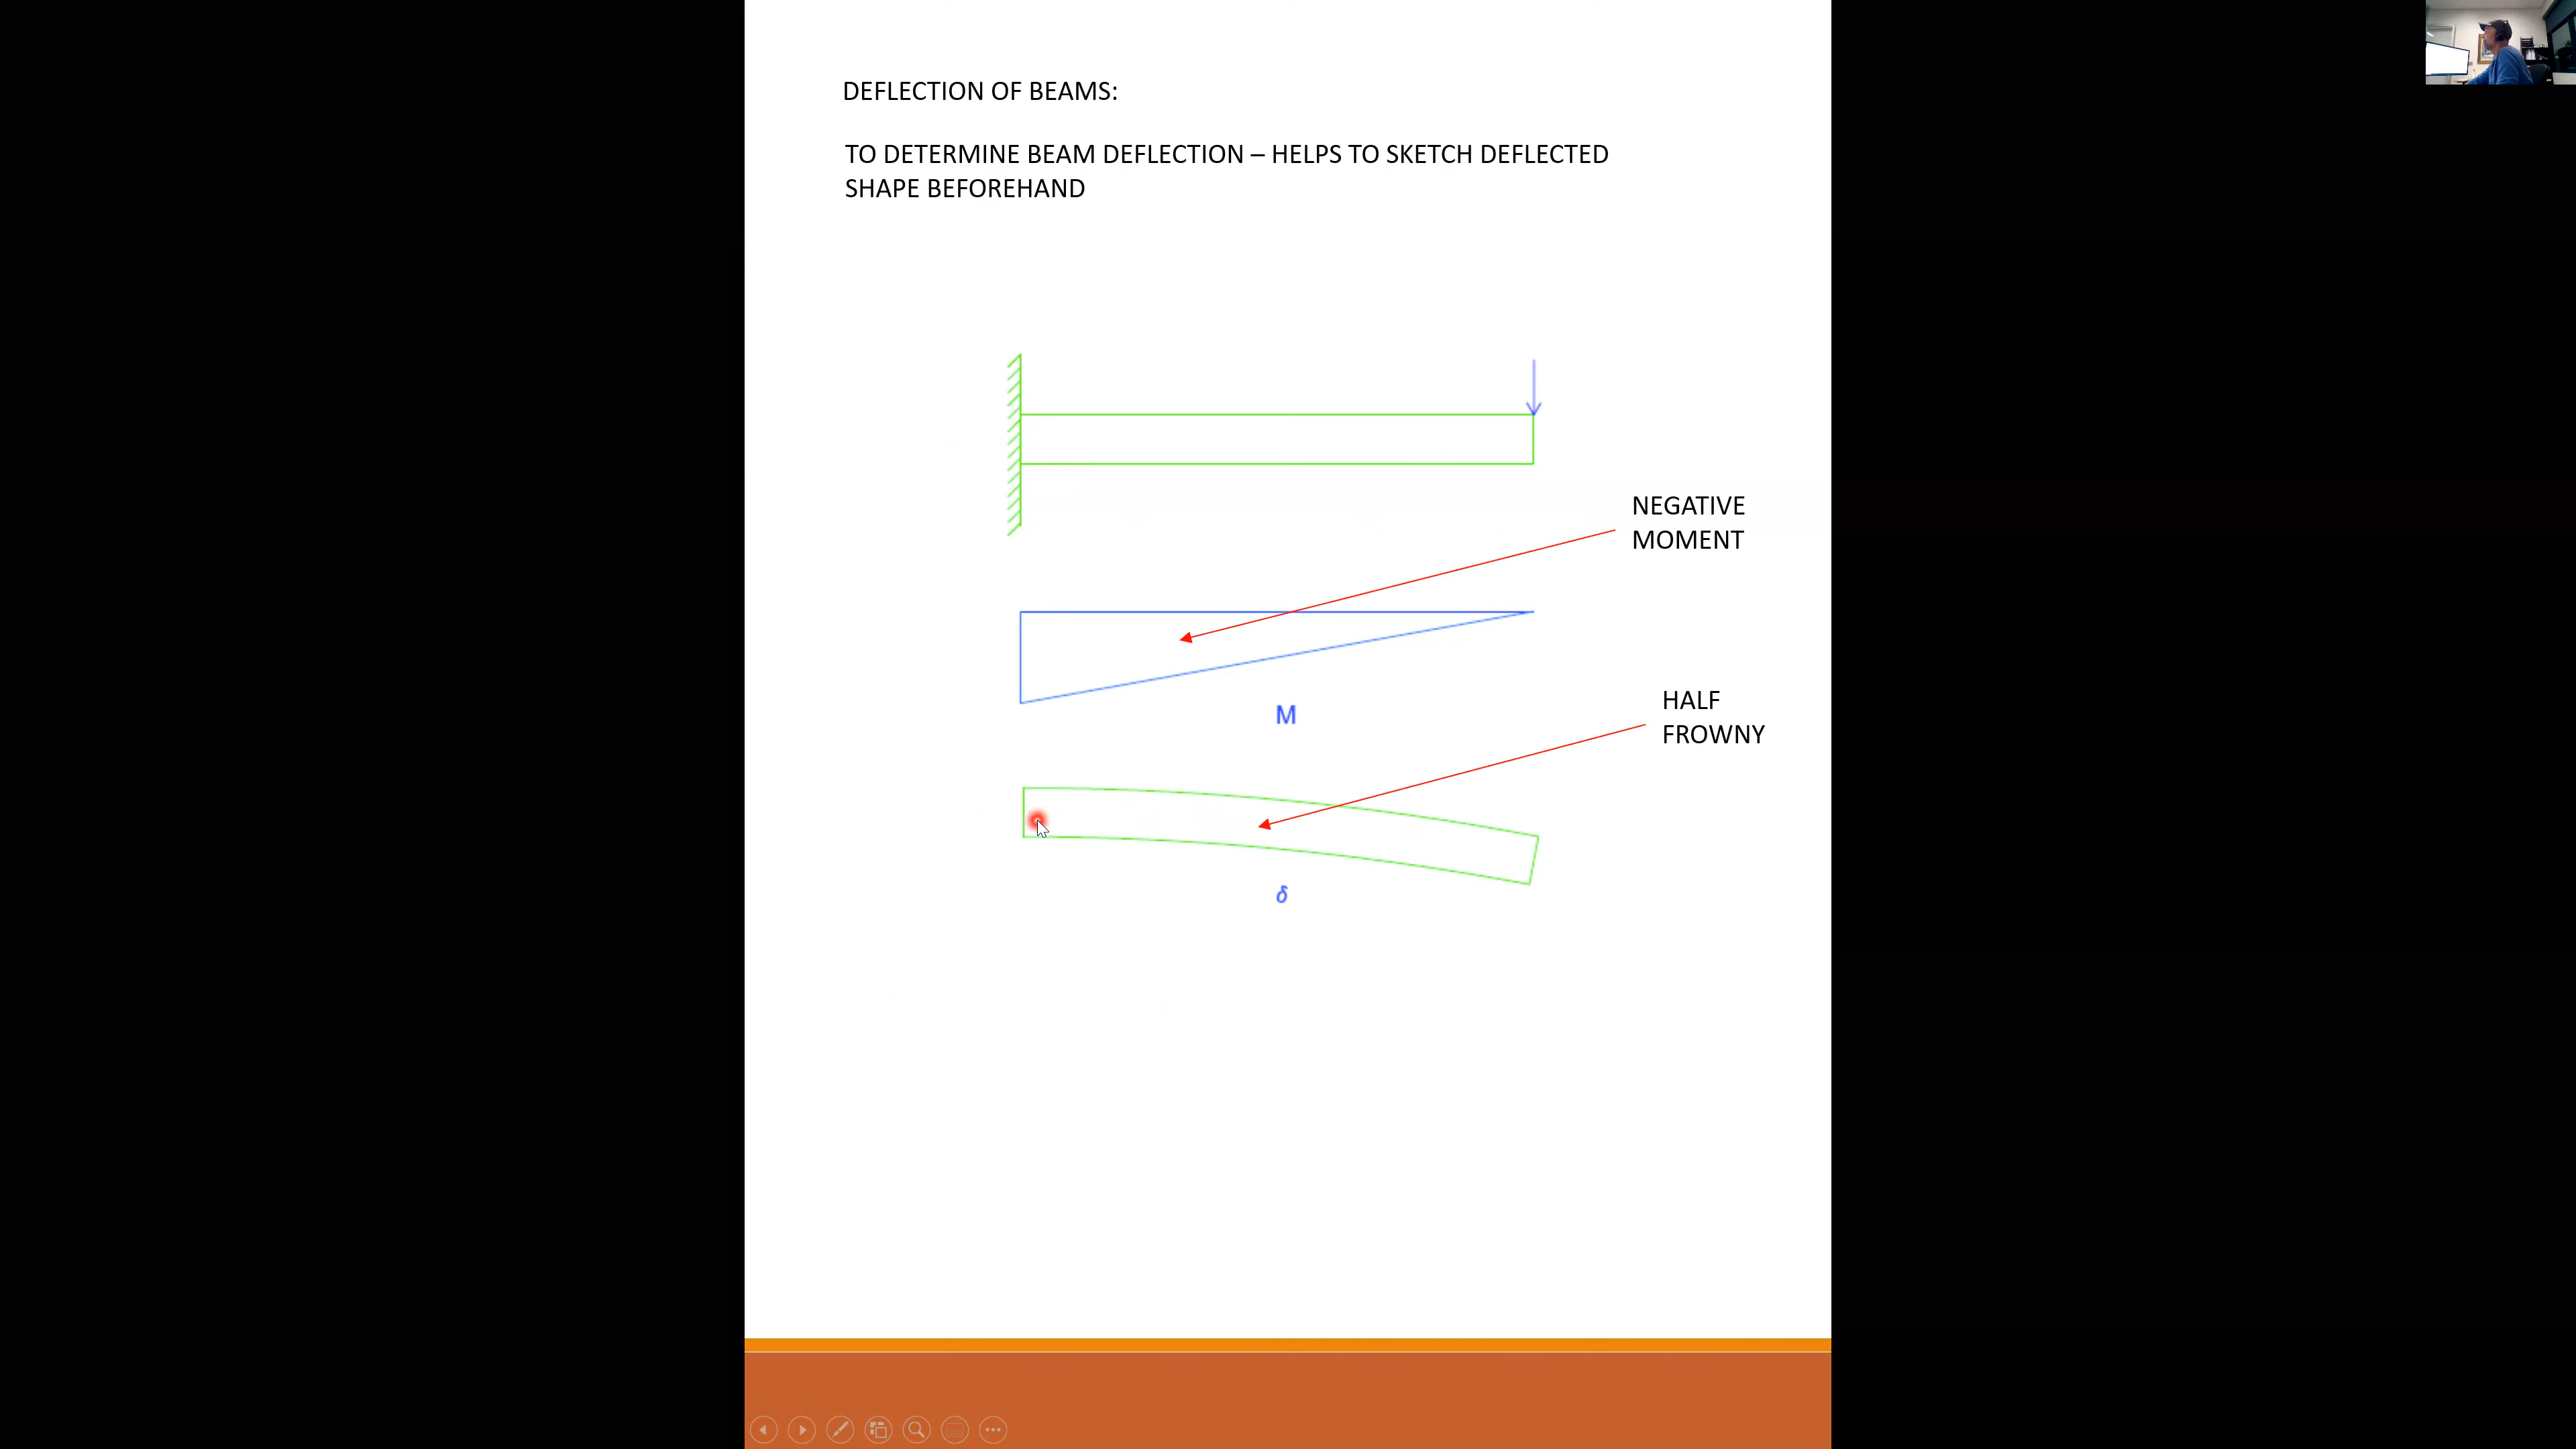 DEFLECTION OF BEAMS:
TO DETERMINE BEAM DEFLECTION – HELPS TO SKETCH DEFLECTED
SHAPE BEFOREHAND
NEGATIVE
MOMENT
M
HALF
FROWNY
δ